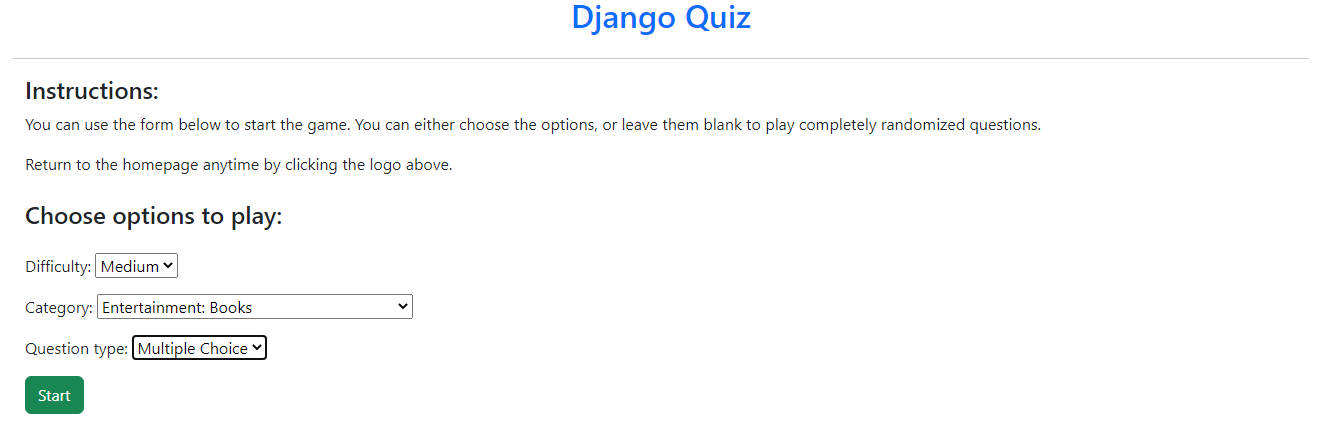 Django Quiz
Instructions:
You can use the form below to start the game. You can either choose the options, or leave them blank to play completely randomized questions.
Return to the homepage anytime by clicking the logo above.
Choose options to play:
Difficulty: Medium
Category: Entertainment: Books
Question type: Multiple Choice
Start